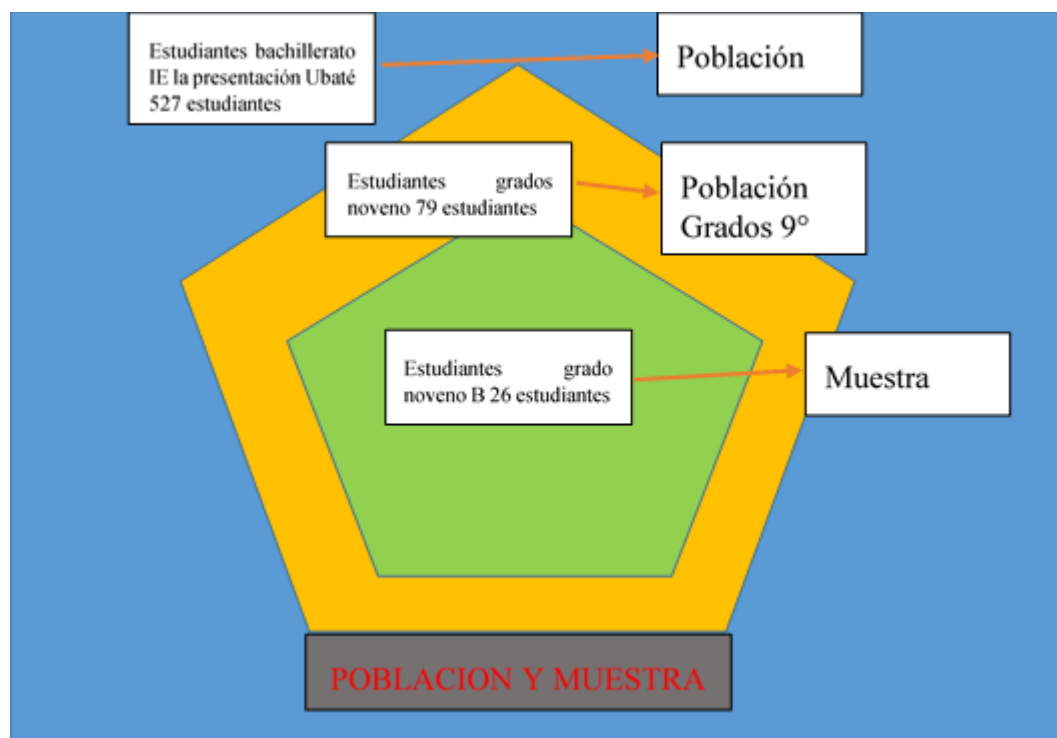 Estudiantes bachillerato
IE la presentación Ubaté
527 estudiantes
Población
Estudiantes grados
noveno 79 estudiantes
Población
Grados 9°
Estudiantes grado
noveno B 26 estudiantes
Muestra
POBLACION Y MUESTRA